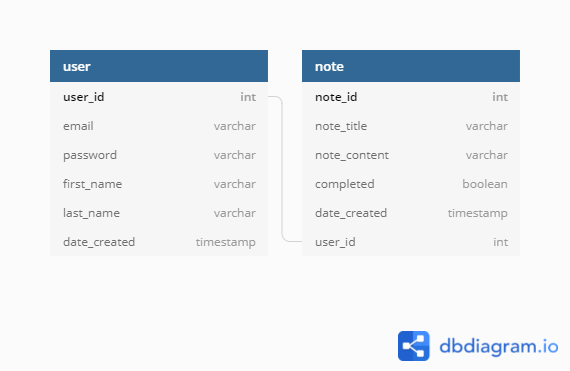 user
user_id int
email varchar
password varchar
first_name varchar
last_name varchar
date_created timestamp
note
note_id int
note_title varchar
note_content varchar
completed boolean
date_created timestamp
user_id int
dbdiagram.io